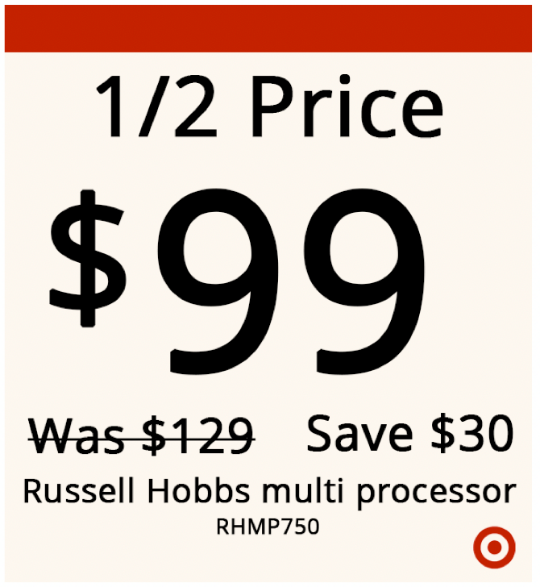 1/2 Price
$99
Was $129 Save $30
Russell Hobbs multi processor
RHMP750